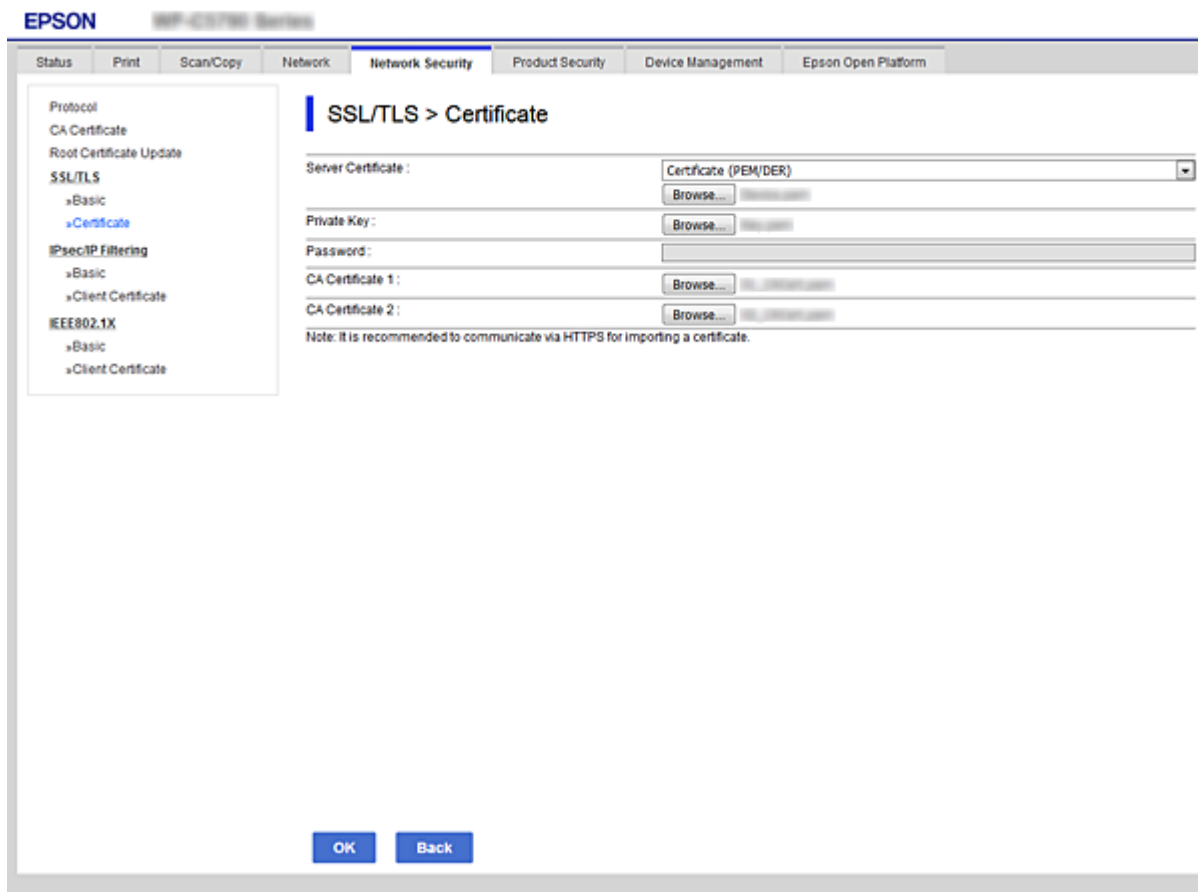 EPSON
Status Print Scan/Copy Network Network Security Product Security Device Management Epson Open Platform
Protocol
CA Certificate
Root Certificate Update
SSL/TLS
»Basic
»Certificate
IPsec/IP Filtering
»Basic
»Client Certificate
IEEE802.1X
»Basic
»Client Certificate
SSL/TLS > Certificate
Server Certificate : Certificate (PEM/DER)
Browse...
Private Key : Browse...
Password :
CA Certificate 1 : Browse...
CA Certificate 2 : Browse...
Note: It is recommended to communicate via HTTPS for importing a certificate.
OK Back